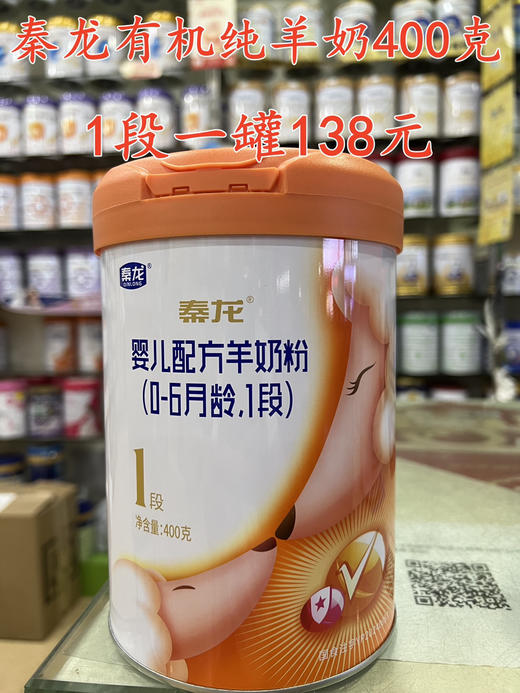 秦龙有机纯羊奶400克
1段一罐138元
秦龙®
QINLONG
秦龙®
婴儿配方羊奶粉
(0-6月龄,1段)
1段
净含量:400克